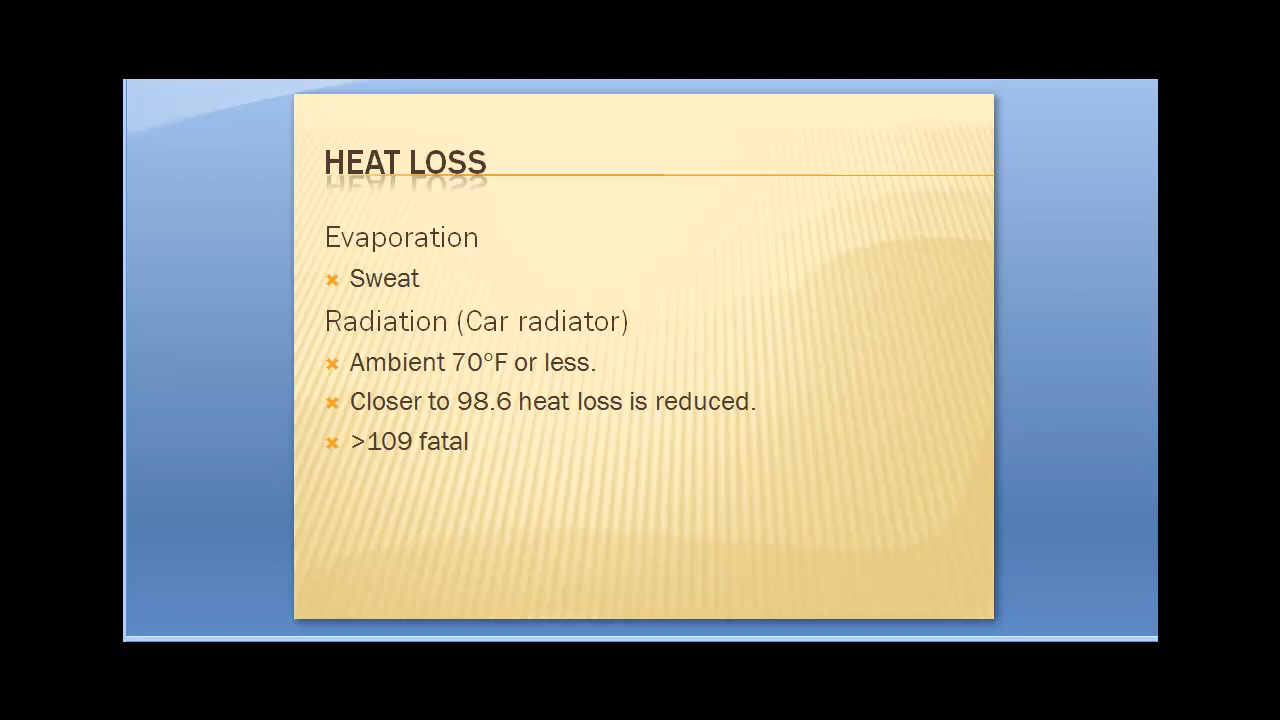 HEAT LOSS
Evaporation
Sweat
Radiation (Car radiator)
Ambient 70°F or less.
Closer to 98.6 heat loss is reduced.
>109 fatal